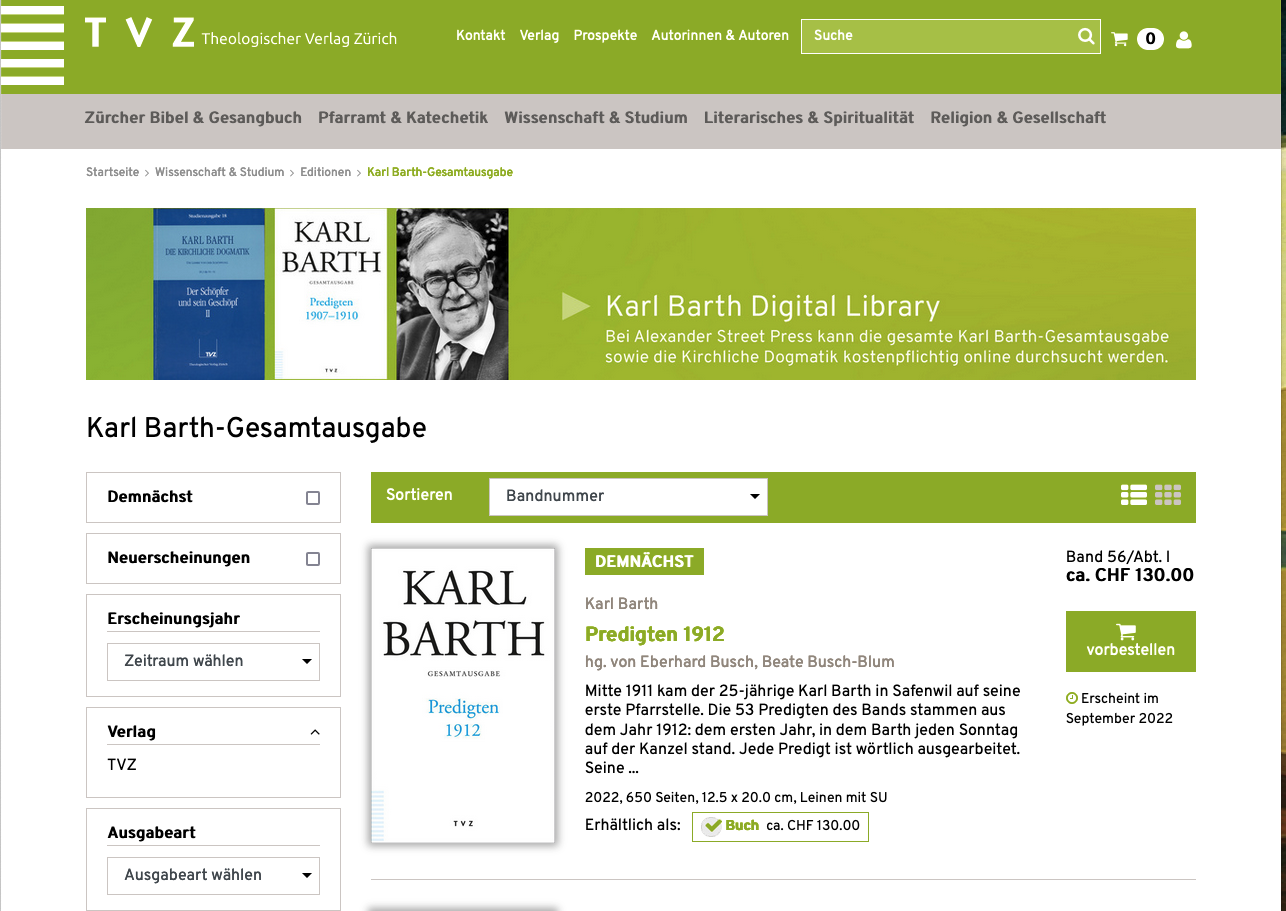 TVZ Theologischer Verlag Zürich
Kontakt Verlag Prospekte Autorinnen & Autoren
Suche
0
Zürcher Bibel & Gesangbuch Pfarramt & Katechetik Wissenschaft & Studium Literarisches & Spiritualität Religion & Gesellschaft
Startseite > Wissenschaft & Studium > Editionen > Karl Barth-Gesamtausgabe
Studienausgabe 18
KARL BARTH
DIE KIRCHLICHE DOGMATIK
Der Schöpfer
und sein Geschöpf
II
TVZ
Theologischer Verlag Zürich
KARL
BARTH
GESAMTAUSGABE
Predigten
1907–1910
TVZ
Karl Barth Digital Library
Bei Alexander Street Press kann die gesamte Karl Barth-Gesamtausgabe
sowie die Kirchliche Dogmatik kostenpflichtig online durchsucht werden.
Karl Barth-Gesamtausgabe
Demnächst
Neuerscheinungen
Erscheinungsjahr
Zeitraum wählen
Verlag
TVZ
Ausgabeart
Ausgabeart wählen
Sortieren
Bandnummer
KARL
BARTH
GESAMTAUSGABE
Predigten
1912
TVZ
DEMNÄCHST
Karl Barth
Predigten 1912
hg. von Eberhard Busch, Beate Busch-Blum
Mitte 1911 kam der 25-jährige Karl Barth in Safenwil auf seine
erste Pfarrstelle. Die 53 Predigten des Bands stammen aus
dem Jahr 1912: dem ersten Jahr, in dem Barth jeden Sonntag
auf der Kanzel stand. Jede Predigt ist wörtlich ausgearbeitet.
Seine ...
2022, 650 Seiten, 12.5 x 20.0 cm, Leinen mit SU
Erhältlich als: Buch ca. CHF 130.00
Band 56/Abt. I
ca. CHF 130.00
vorbestellen
Erscheint im
September 2022